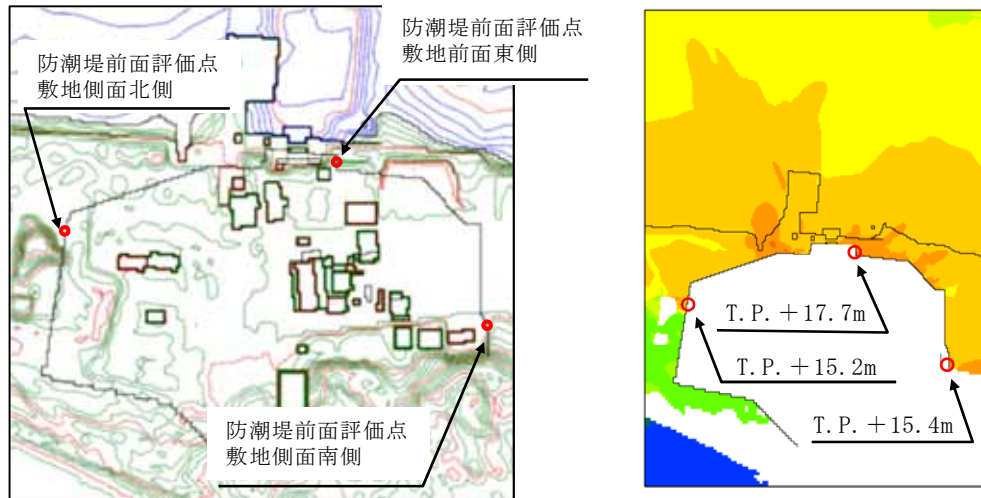 防潮堤前面評価点
敷地側面北側
防潮堤前面評価点
敷地前面東側
防潮堤前面評価点
敷地側面南側
T.P.+17.7m
T.P.+15.2m
T.P.+15.4m